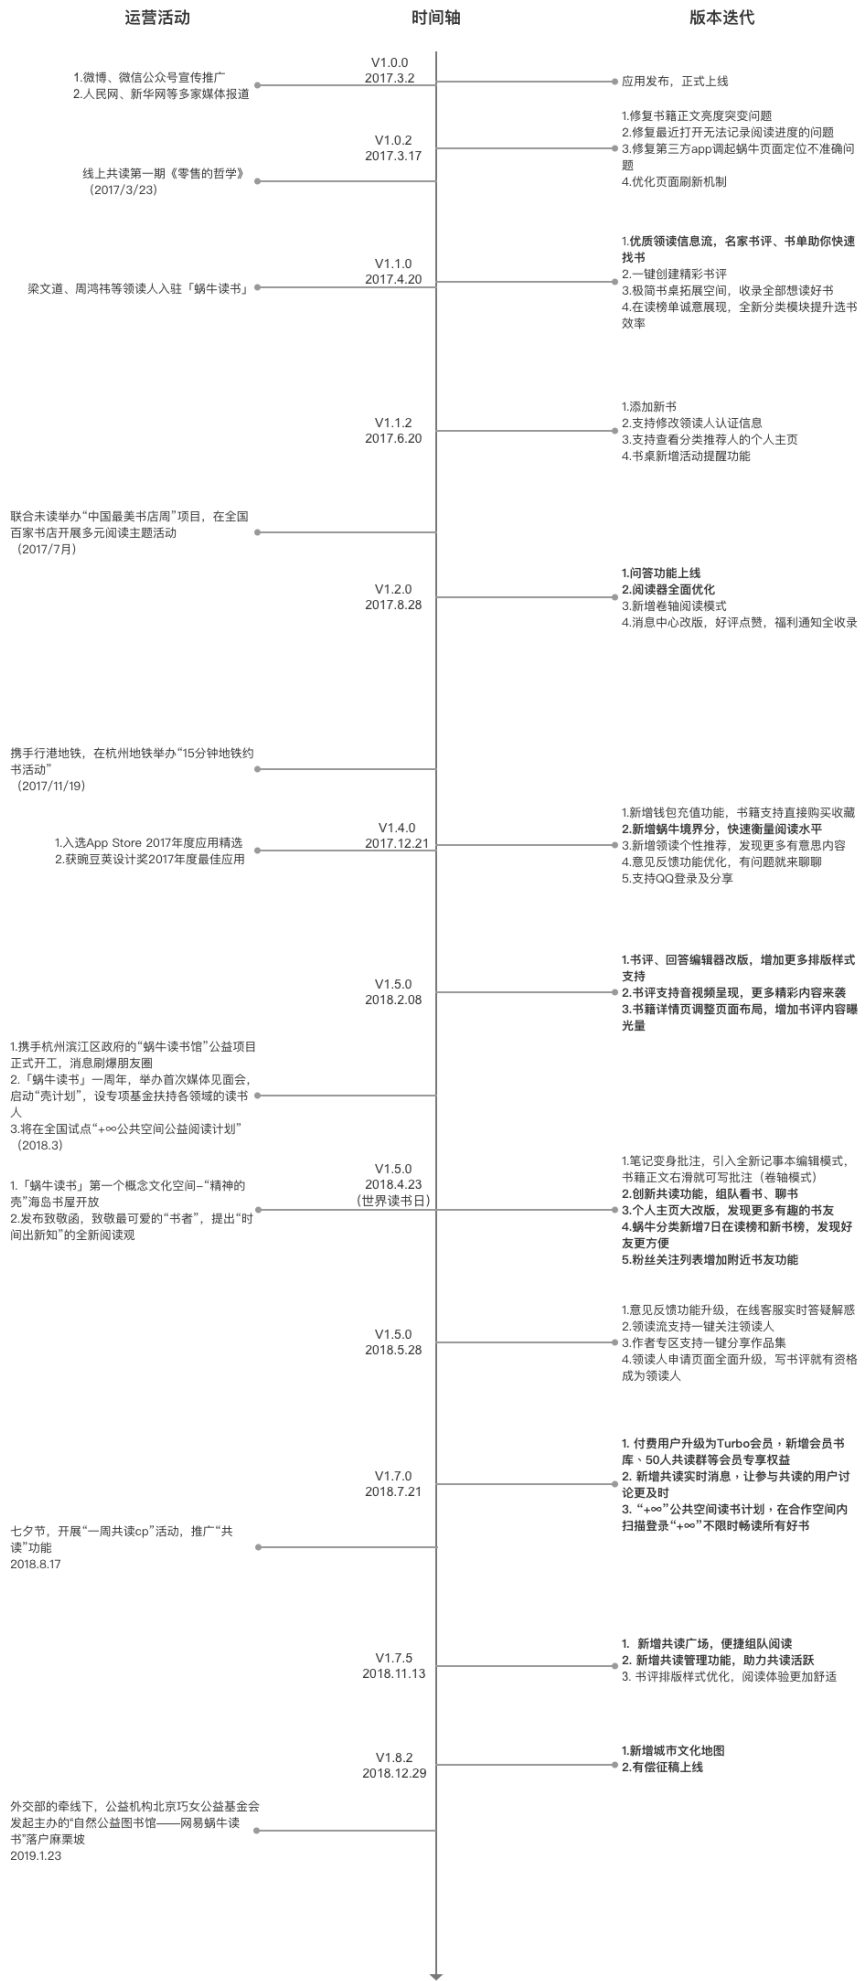 运营活动
时间轴
版本迭代
V1.0.0
2017.3.2
1.微博、微信公众号宣传推广
2.人民网、新华网等多家媒体报道
应用发布，正式上线
V1.0.2
2017.3.17
1.修复书籍正文亮度突变问题
2.修复最近打开无法记录阅读进度的问题
3.修复第三方app调起蜗牛页面定位不准确问
题
4.优化页面刷新机制
线上共读第一期《零售的哲学》
（2017/3/23)
V1.1.0
2017.4.20
梁文道、周鸿祎等领读人入驻「蜗牛读书」
1.优质领读信息流，名家书评、书单助你快速
找书
2.一键创建精彩书评
3.极简书桌拓展空间，收录全部想读好书
4.在读榜单诚意展现，全新分类模块提升选书
效率
V1.1.2
2017.6.20
1.添加新书
2.支持修改领读人认证信息
3.支持查看分类推荐人的个人主页
4.书桌新增活动提醒功能
联合未读举办“中国最美书店周”项目，在全国
百家书店开展多元阅读主题活动
（2017/7月)
V1.2.0
2017.8.28
1.问答功能上线
2.阅读器全面优化
3.新增卷轴阅读模式
4.消息中心改版，好评点赞，福利通知全收录
携手行港地铁，在杭州地铁举办“15分钟地铁约
书活动”
（2017/11/19)
V1.4.0
2017.12.21
1.入选App Store 2017年度应用精选
2.获豌豆荚设计奖2017年度最佳应用
1.新增钱包充值功能，书籍支持直接购买收藏
2.新增蜗牛境界分，快速衡量阅读水平
3.新增领读个性推荐，发现更多有意思内容
4.意见反馈功能优化，有问题就来聊聊
5.支持QQ登录及分享
V1.5.0
2018.2.08
1.书评、回答编辑器改版，增加更多排版样式
支持
2.书评支持音视频呈现，更多精彩内容来袭
3.书籍详情页调整页面布局，增加书评内容曝
光量
1.携手杭州滨江区政府的“蜗牛读书馆”公益项目
正式开工，消息刷爆朋友圈
2.「蜗牛读书」一周年，举办首次媒体见面会，
启动“壳计划”，设专项基金扶持各领域的读书
人
3.将在全国试点“+∞公共空间公益阅读计划”
（2018.3)
V1.5.0
2018.4.23
（世界读书日）
1.「蜗牛读书」第一个概念文化空间–“精神的
壳”海岛书屋开放
2.发布致敬函，致敬最可爱的“书者”，提出“时
间出新知”的全新阅读观
1.笔记变身批注，引入全新记事本编辑模式，
书籍正文右滑就可写批注（卷轴模式）
2.创新共读功能，组队看书、聊书
3.个人主页大改版，发现更多有趣的书友
4.蜗牛分类新增7日在读榜和新书榜，发现好
友更方便
5.粉丝关注列表增加附近书友功能
V1.5.0
2018.5.28
1.意见反馈功能升级，在线客服实时答疑解惑
2.领读流支持一键关注领读人
3.作者专区支持一键分享作品集
4.领读人申请页面全面升级，写书评就有资格
成为领读人
V1.7.0
2018.7.21
1. 付费用户升级为Turbo会员，新增会员书
库、50人共读群等会员专享权益
2. 新增共读实时消息，让参与共读的用户讨
论更及时
3. “+∞”公共空间读书计划，在合作空间内
扫描登录“+∞”不限时畅读所有好书
七夕节，开展“一周共读cp”活动，推广“共
读”功能
2018.8.17
V1.7.5
2018.11.13
1. 新增共读广场，便捷组队阅读
2. 新增共读管理功能，助力共读活跃
3. 书评排版样式优化，阅读体验更加舒适
V1.8.2
2018.12.29
1.新增城市文化地图
2.有偿征稿上线
外交部的牵线下，公益机构北京巧女公益基金会
发起主办的“自然公益图书馆——网易蜗牛读
书”落户麻栗坡
2019.1.23